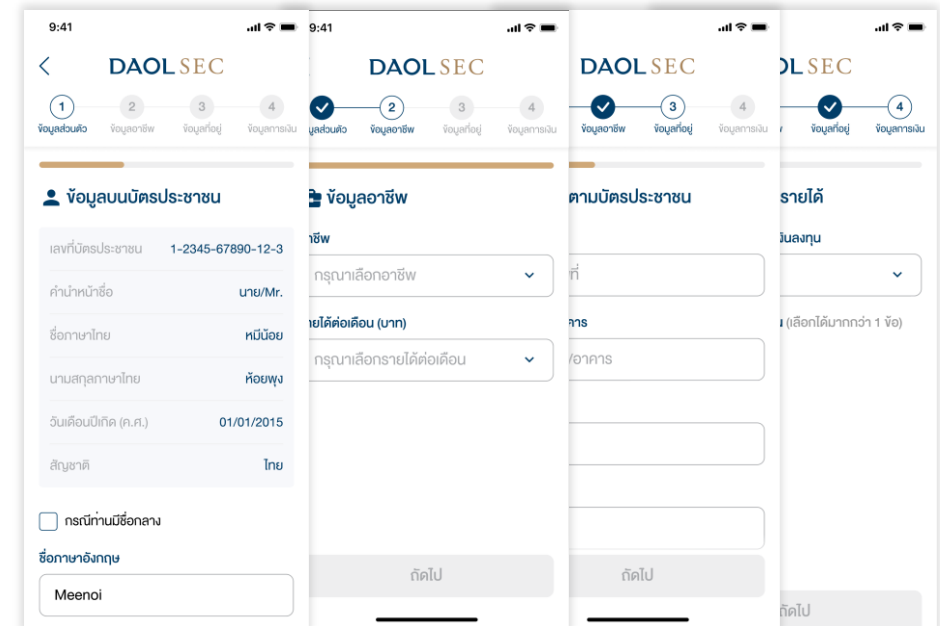 9:41
DAOL SEC
1 2 3 4
ข้อมูลส่วนตัว ข้อมูลอาชีพ ข้อมูลที่อยู่ ข้อมูลการเงิน
ข้อมูลบนบัตรประชาชน
เลขที่บัตรประชาชน 1-2345-67890-12-3
คำนำหน้าชื่อ นาย/Mr.
ชื่อภาษาไทย หมีน้อย
นามสกุลภาษาไทย ห้อยพุง
วันเดือนปีเกิด (ค.ศ.) 01/01/2015
สัญชาติ ไทย
กรณีท่านมีชื่อกลาง
ชื่อภาษาอังกฤษ
Meenoi
9:41
DAOL SEC
2 3 4
ูลส่วนตัว ข้อมูลอาชีพ ข้อมูลที่อยู่ ข้อมูลการเงิน
ข้อมูลอาชีพ
าชีพ
กรุณาเลือกอาชีพ
ายได้ต่อเดือน (บาท)
กรุณาเลือกรายได้ต่อเดือน
ถัดไป
DAOL SEC
3 4
ข้อมูลอาชีพ ข้อมูลที่อยู่ ข้อมูลการเงิน
ตามบัตรประชาชน
ที่
คาร
/อาคาร
ถัดไป
OL SEC
4
ข้อมูลที่อยู่ ข้อมูลการเงิน
รายได้
งินลงทุน
น (เลือกได้มากกว่า 1 ข้อ)
ถัดไป